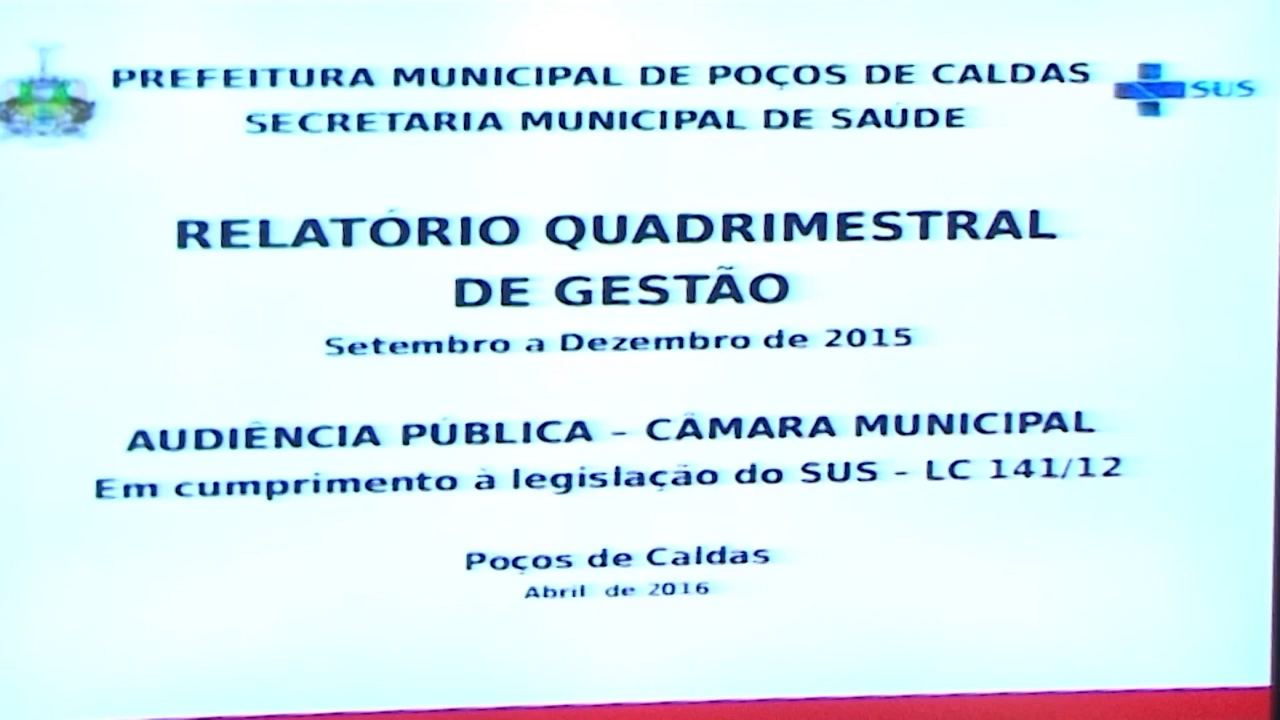 PREFEITURA MUNICIPAL DE POÇOS DE CALDAS
SUS
SECRETARIA MUNICIPAL DE SAÚDE
RELATÓRIO QUADRIMESTRAL
DE GESTÃO
Setembro a Dezembro de 2015
AUDIÊNCIA PÚBLICA – CÂMARA MUNICIPAL
Em cumprimento à legislação do SUS – LC 141/12
Poços de Caldas
Abril de 2016